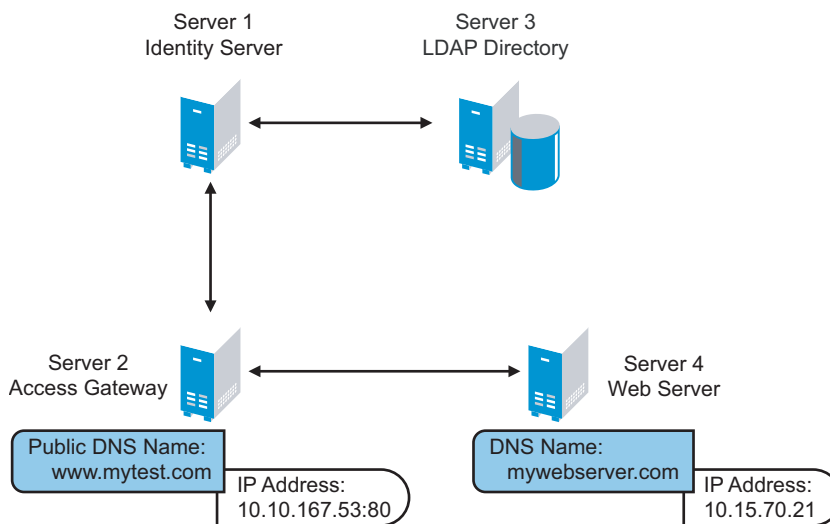 Server 1
Identity Server
Server 3
LDAP Directory
Server 2
Access Gateway
Server 4
Web Server
Public DNS Name:
www.mytest.com
IP Address:
10.10.167.53:80
DNS Name:
mywebserver.com
IP Address:
10.15.70.21